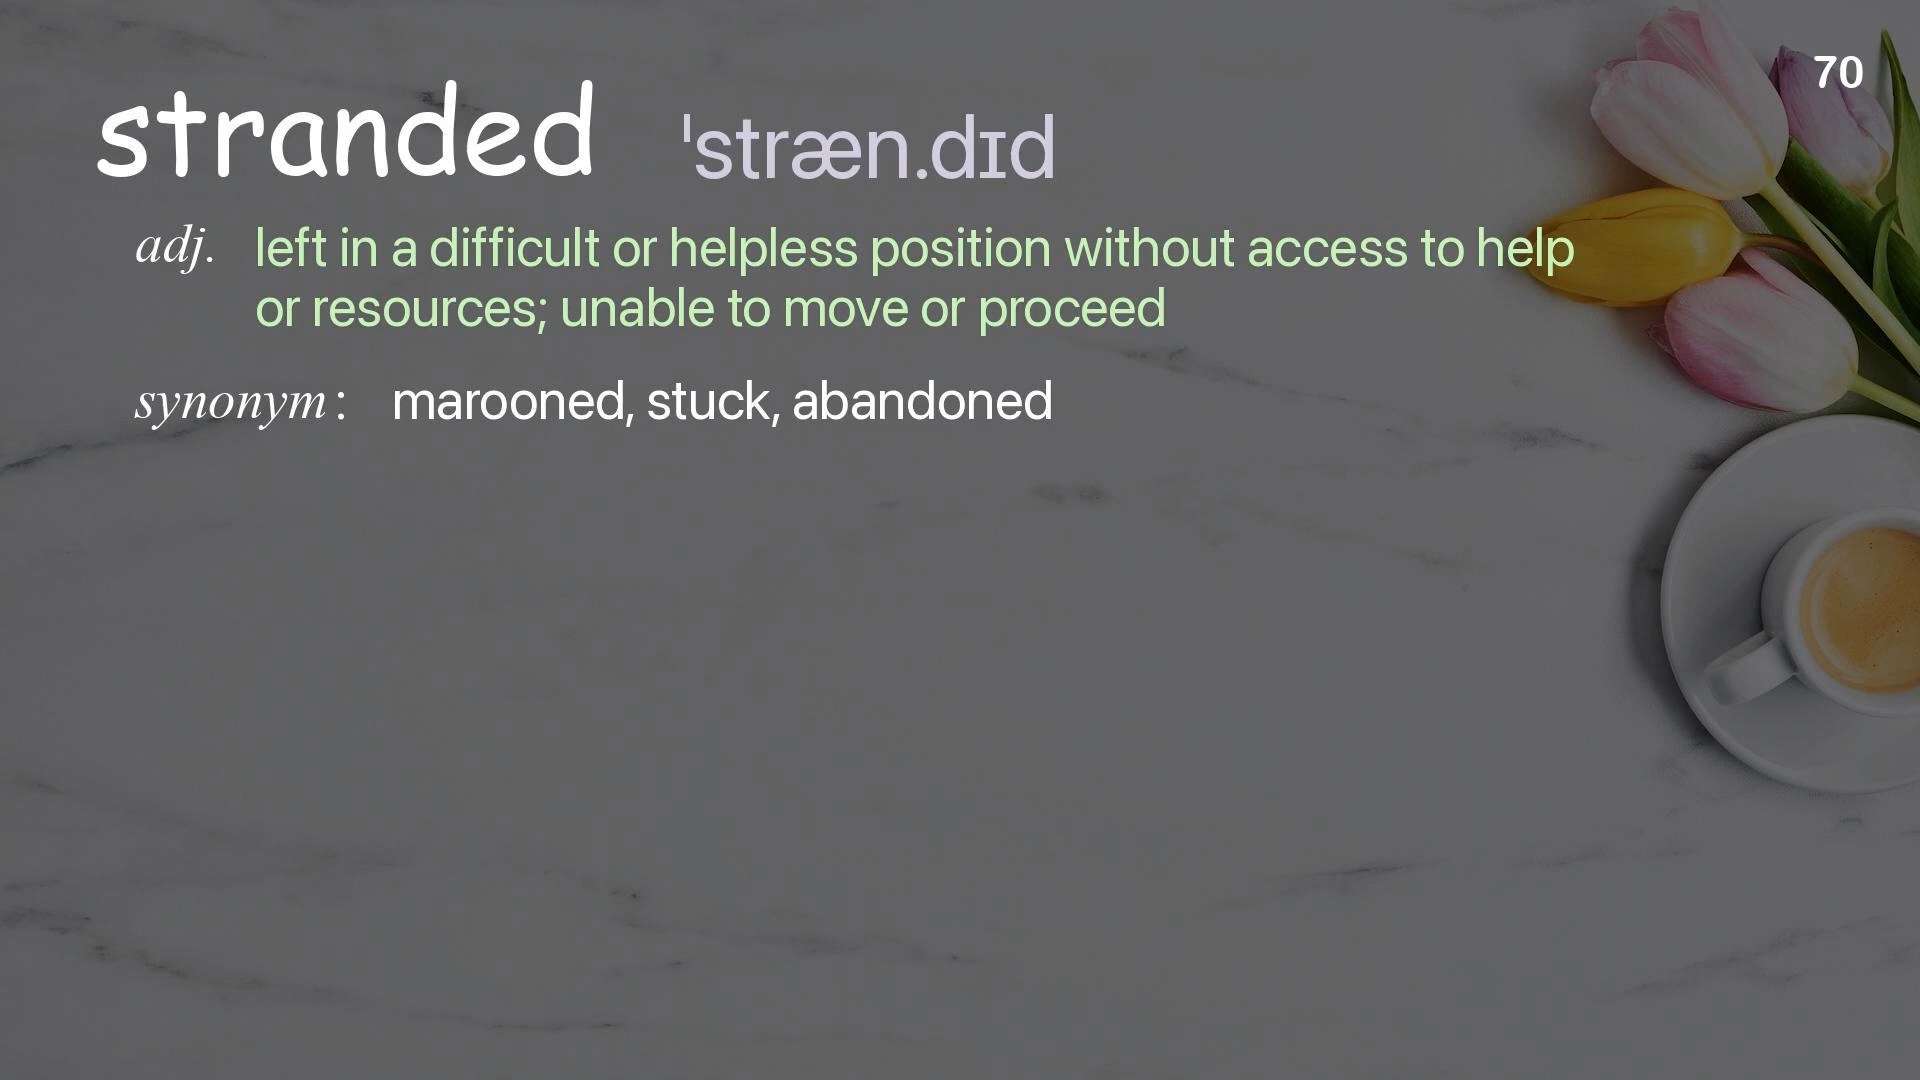 70
stranded ˈstræn.dɪd
adj. left in a difficult or helpless position without access to help
or resources; unable to move or proceed
synonym: marooned, stuck, abandoned